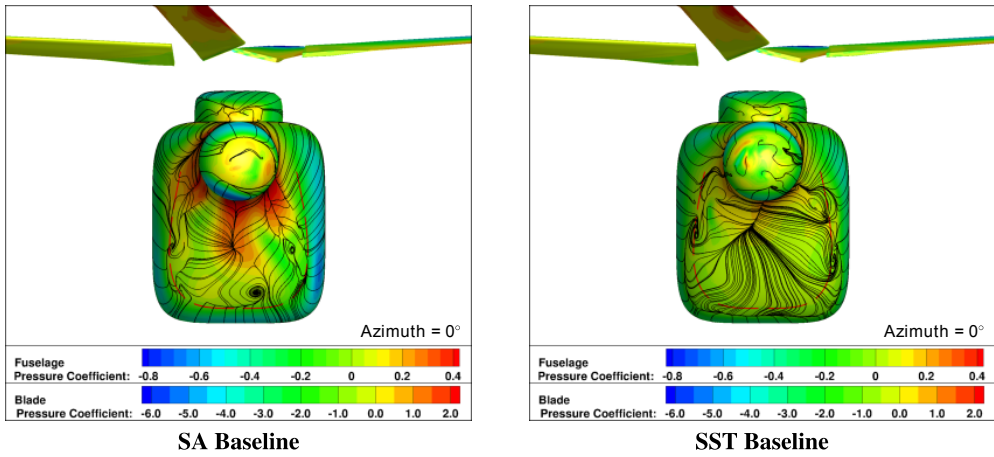 Azimuth = 0°
Fuselage
Pressure Coefficient: -0.8 -0.6 -0.4 -0.2 0 0.2 0.4
Blade
Pressure Coefficient: -6.0 -5.0 -4.0 -3.0 -2.0 -1.0 0.0 1.0 2.0
SA Baseline
Azimuth = 0°
Fuselage
Pressure Coefficient: -0.8 -0.6 -0.4 -0.2 0 0.2 0.4
Blade
Pressure Coefficient: -6.0 -5.0 -4.0 -3.0 -2.0 -1.0 0.0 1.0 2.0
SST Baseline